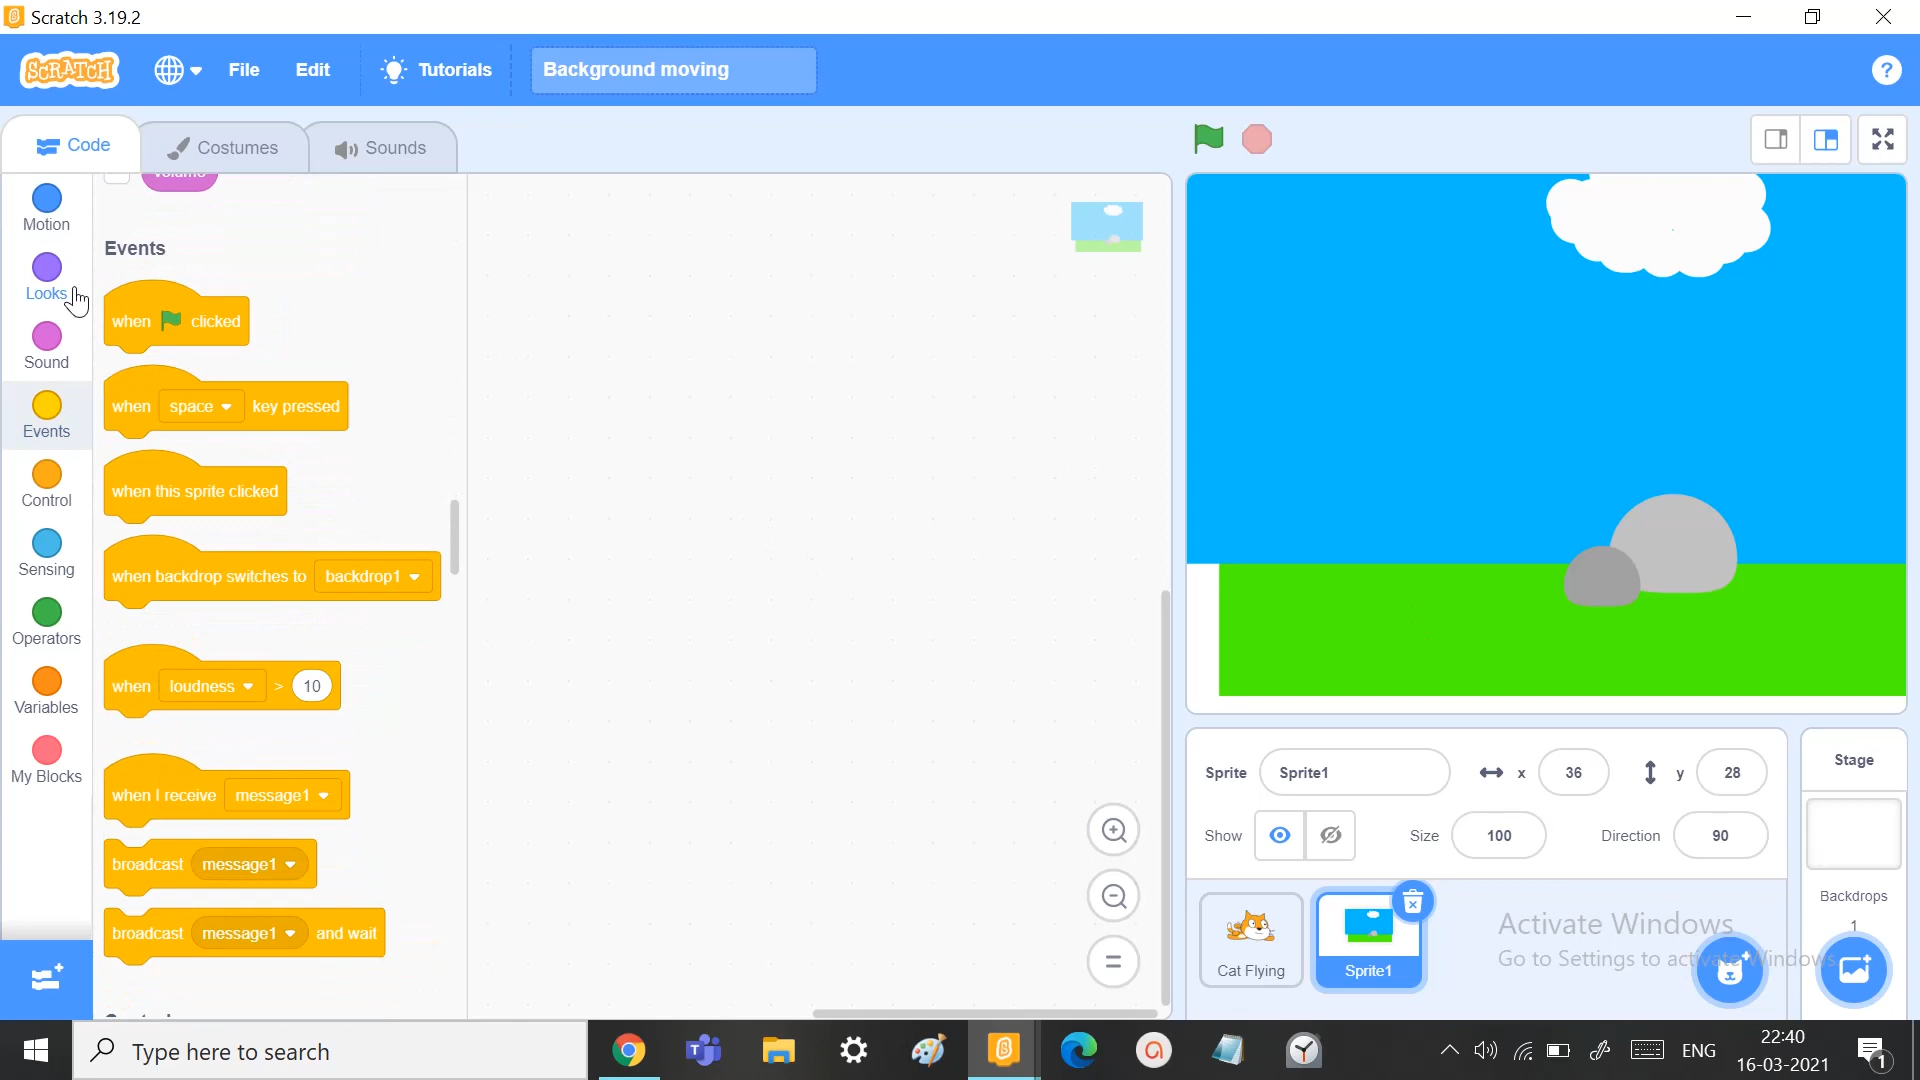 Scratch 3.19.2
SCRATCH
File
Edit
Tutorials
Background moving
Code
Costumes
Sounds
Motion
Looks
Sound
Events
Control
Sensing
Operators
Variables
My Blocks
volume
Events
when clicked
when space key pressed
when this sprite clicked
when backdrop switches to backdrop1
when loudness > 10
when I receive message1
broadcast message1
broadcast message1 and wait
Sprite Sprite1 x 36 y 28
Show Size 100 Direction 90
Cat Flying
Sprite1
Stage
Backdrops
1
Activate Windows
Go to Settings to activate Windows
Type here to search
ENG
22:40
16-03-2021
1